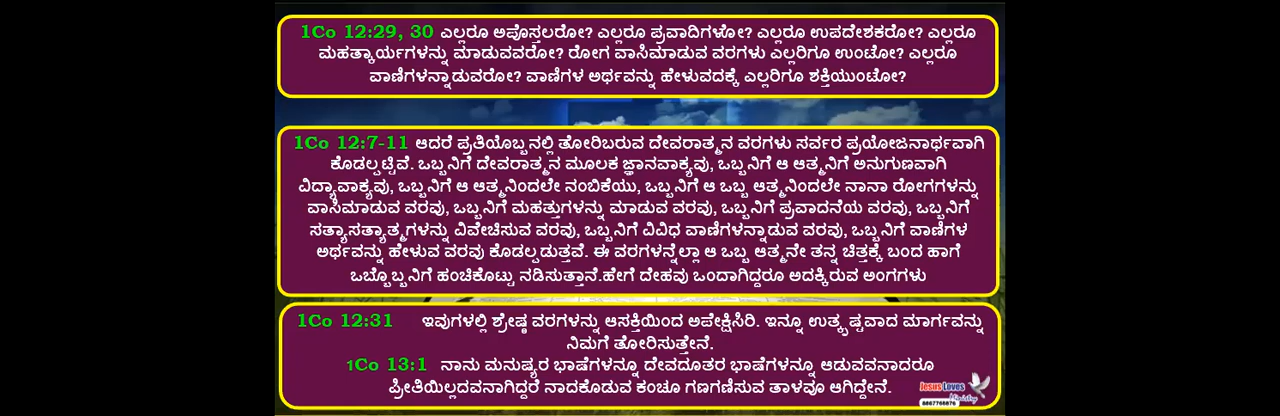 1Co 12:29, 30 ಎಲ್ಲರೂ ಅಪೊಸ್ತಲರೋ? ಎಲ್ಲರೂ ಪ್ರವಾದಿಗಳೋ? ಎಲ್ಲರೂ ಉಪದೇಶಕರೋ? ಎಲ್ಲರೂ
ಮಹತ್ಕಾರ್ಯಗಳನ್ನು ಮಾಡುವವರೋ? ರೋಗ ವಾಸಿಮಾಡುವ ವರಗಳು ಎಲ್ಲರಿಗೂ ಉಂಟೋ? ಎಲ್ಲರೂ
ವಾಣಿಗಳನ್ನಾಡುವರೋ? ವಾಣಿಗಳ ಅರ್ಥವನ್ನು ಹೇಳುವದಕ್ಕೆ ಎಲ್ಲರಿಗೂ ಶಕ್ತಿಯುಂಟೋ?
1Co 12:7-11 ಆದರೆ ಪ್ರತಿಯೊಬ್ಬನಲ್ಲಿ ತೋರಿಬರುವ ದೇವರಾತ್ಮನ ವರಗಳು ಸರ್ವರ ಪ್ರಯೋಜನಾರ್ಥವಾಗಿ
ಕೊಡಲ್ಪಟ್ಟಿವೆ. ಒಬ್ಬನಿಗೆ ದೇವರಾತ್ಮನ ಮೂಲಕ ಜ್ಞಾನವಾಕ್ಯವು, ಒಬ್ಬನಿಗೆ ಆ ಆತ್ಮನಿಗೆ ಅನುಗುಣವಾಗಿ
ವಿದ್ಯಾವಾಕ್ಯವು, ಒಬ್ಬನಿಗೆ ಆ ಆತ್ಮನಿಂದಲೇ ನಂಬಿಕೆಯು, ಒಬ್ಬನಿಗೆ ಆ ಒಬ್ಬ ಆತ್ಮನಿಂದಲೇ ನಾನಾ ರೋಗಗಳನ್ನು
ವಾಸಿಮಾಡುವ ವರವು, ಒಬ್ಬನಿಗೆ ಮಹತ್ತುಗಳನ್ನು ಮಾಡುವ ವರವು, ಒಬ್ಬನಿಗೆ ಪ್ರವಾದನೆಯ ವರವು, ಒಬ್ಬನಿಗೆ
ಸತ್ಯಾಸತ್ಯಾತ್ಮಗಳನ್ನು ವಿವೇಚಿಸುವ ವರವು, ಒಬ್ಬನಿಗೆ ವಿವಿಧ ವಾಣಿಗಳನ್ನಾಡುವ ವರವು, ಒಬ್ಬನಿಗೆ ವಾಣಿಗಳ
ಅರ್ಥವನ್ನು ಹೇಳುವ ವರವು ಕೊಡಲ್ಪಡುತ್ತವೆ. ಈ ವರಗಳನ್ನೆಲ್ಲಾ ಆ ಒಬ್ಬ ಆತ್ಮನೇ ತನ್ನ ಚಿತ್ತಕ್ಕೆ ಬಂದ ಹಾಗೆ
ಒಬ್ಬೊಬ್ಬನಿಗೆ ಹಂಚಿಕೊಟ್ಟು ನಡಿಸುತ್ತಾನೆ.ಹೇಗೆ ದೇಹವು ಒಂದಾಗಿದ್ದರೂ ಅದಕ್ಕಿರುವ ಅಂಗಗಳು
1Co 12:31 ಇವುಗಳಲ್ಲಿ ಶ್ರೇಷ್ಠ ವರಗಳನ್ನು ಆಸಕ್ತಿಯಿಂದ ಅಪೇಕ್ಷಿಸಿರಿ. ಇನ್ನೂ ಉತ್ಕೃಷ್ಟವಾದ ಮಾರ್ಗವನ್ನು
ನಿಮಗೆ ತೋರಿಸುತ್ತೇನೆ.
1Co 13:1 ನಾನು ಮನುಷ್ಯರ ಭಾಷೆಗಳನ್ನೂ ದೇವದೂತರ ಭಾಷೆಗಳನ್ನೂ ಆಡುವವನಾದರೂ
ಪ್ರೀತಿಯಿಲ್ಲದವನಾಗಿದ್ದರೆ ನಾದಕೊಡುವ ಕಂಚೂ ಗಣಗಣಿಸುವ ತಾಳವೂ ಆಗಿದ್ದೇನೆ.
Jesus Loves
Ministry
8867766076